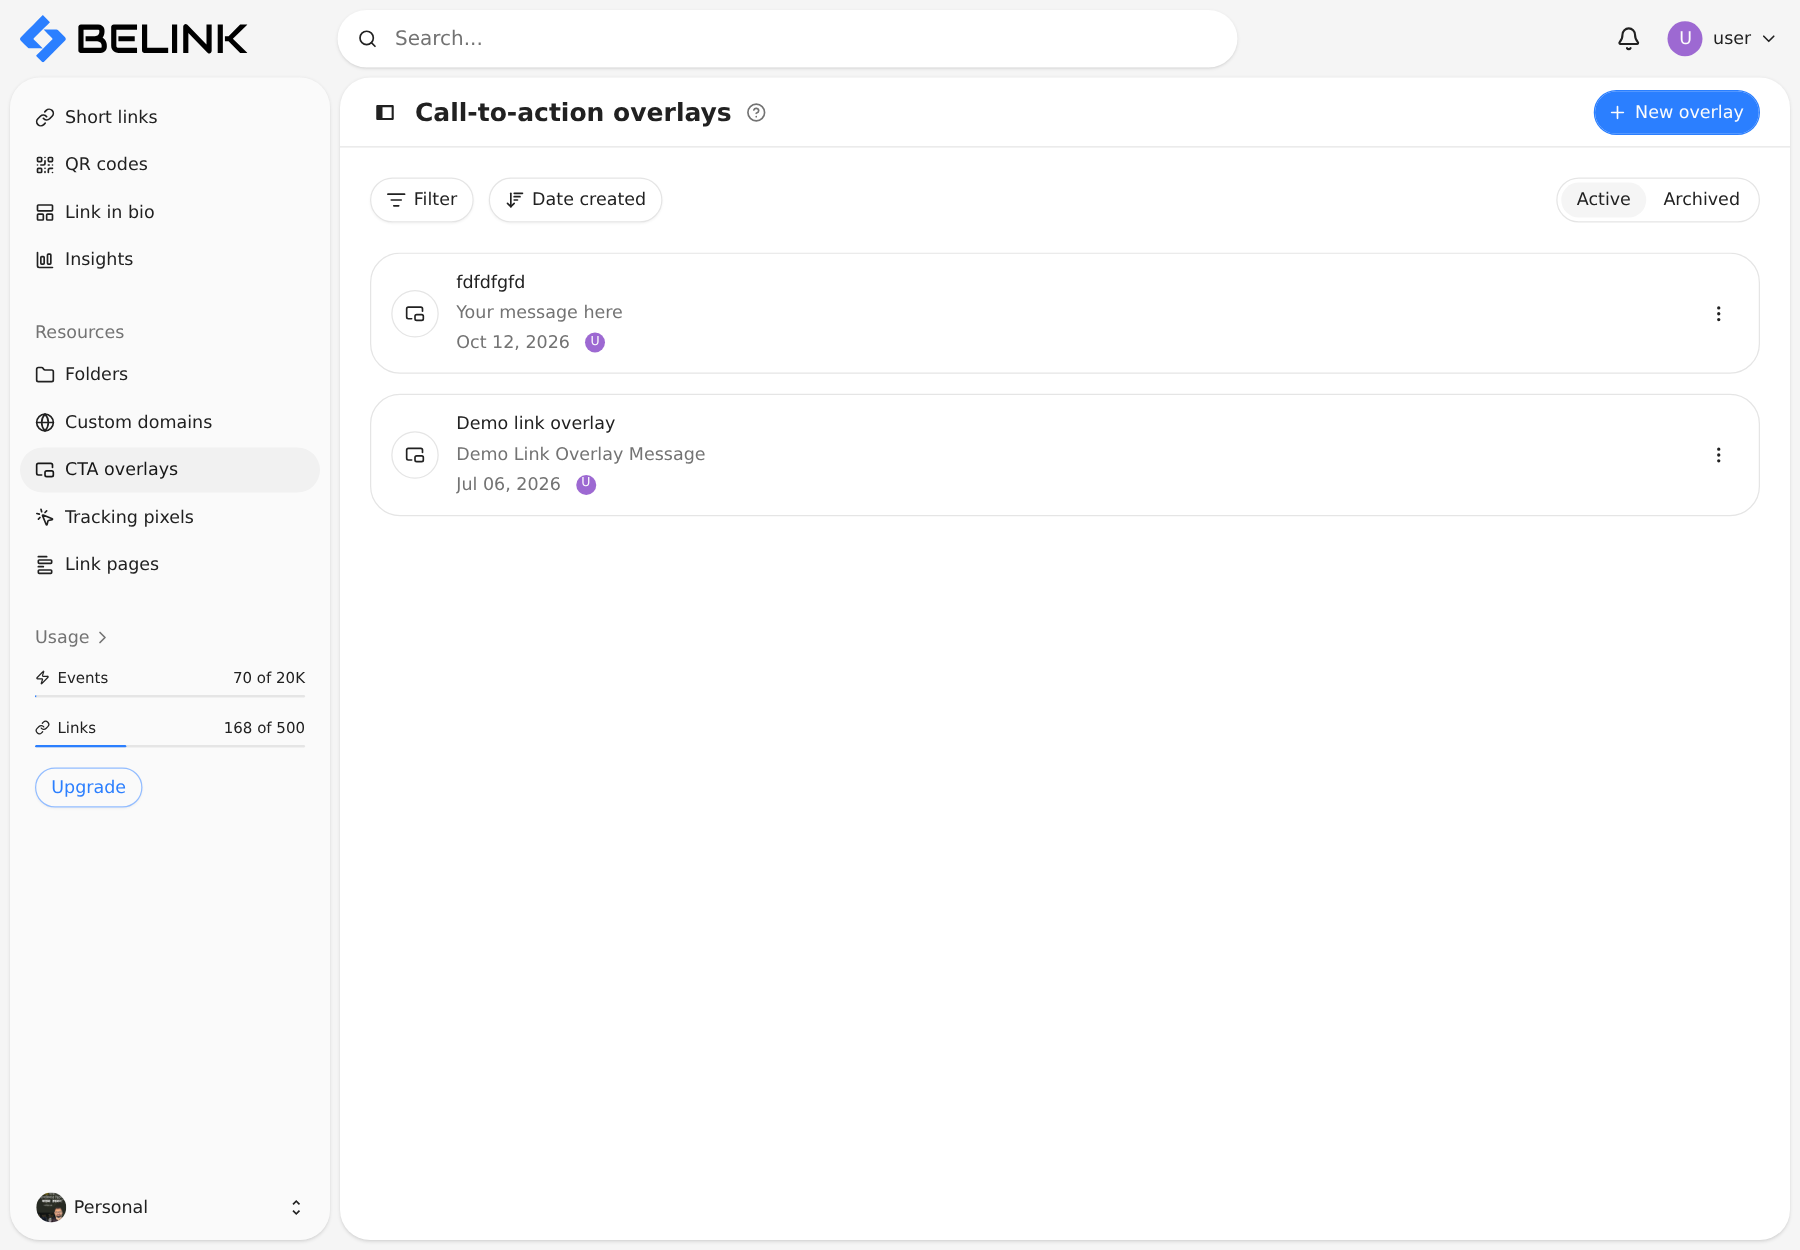 BELINK
Search...
U
user
Short links
QR codes
Link in bio
Insights
Resources
Folders
Custom domains
CTA overlays
Tracking pixels
Link pages
Usage
Events
70 of 20K
Links
168 of 500
Upgrade
Personal
Call-to-action overlays
New overlay
Filter
Date created
Active
Archived
fdfdfgfd
Your message here
Oct 12, 2026
U
Demo link overlay
Demo Link Overlay Message
Jul 06, 2026
U